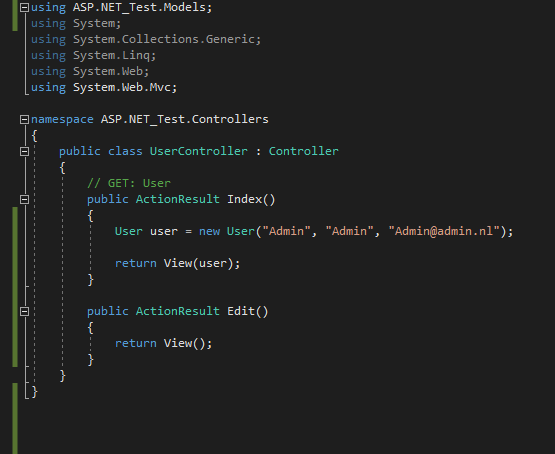 using ASP.NET_Test.Models;
using System;
using System.Collections.Generic;
using System.Linq;
using System.Web;
using System.Web.Mvc;
namespace ASP.NET_Test.Controllers
{
public class UserController : Controller
{
// GET: User
public ActionResult Index()
{
User user = new User("Admin", "Admin", "Admin@admin.nl");
return View(user);
}
public ActionResult Edit()
{
return View();
}
}
}